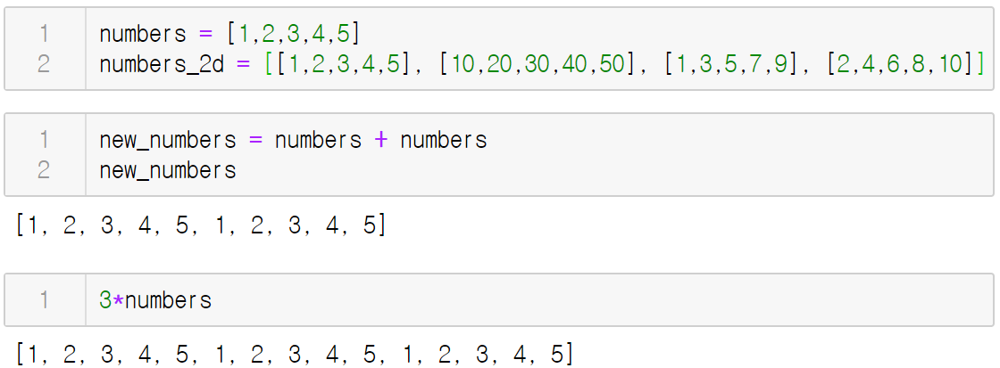 1 numbers = [1,2,3,4,5]
2 numbers_2d = [[1,2,3,4,5], [10,20,30,40,50], [1,3,5,7,9], [2,4,6,8,10]]
1 new_numbers = numbers + numbers
2 new_numbers
[1, 2, 3, 4, 5, 1, 2, 3, 4, 5]
1 3*numbers
[1, 2, 3, 4, 5, 1, 2, 3, 4, 5, 1, 2, 3, 4, 5]